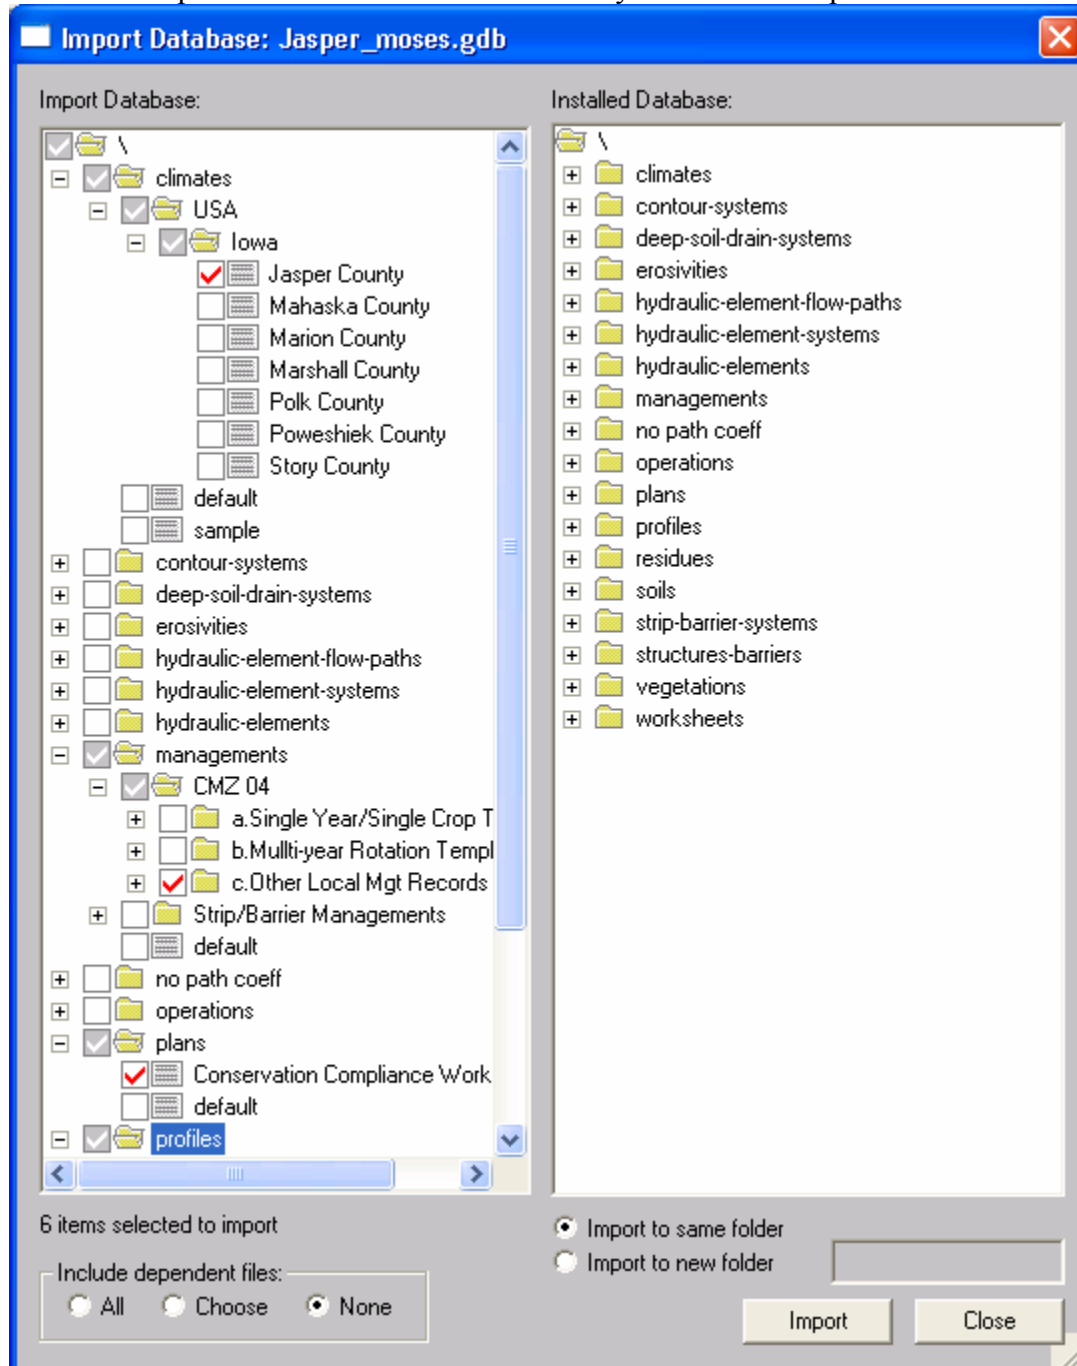 Import Database: Jasper_moses.gdb
Import Database:
\
climates
USA
Iowa
Jasper County
Mahaska County
Marion County
Marshall County
Polk County
Poweshiek County
Story County
default
sample
contour-systems
deep-soil-drain-systems
erosivities
hydraulic-element-flow-paths
hydraulic-element-systems
hydraulic-elements
managements
CMZ 04
a.Single Year/Single Crop T
b.Mullti-year Rotation Templ
c.Other Local Mgt Records
Strip/Barrier Managements
default
no path coeff
operations
plans
Conservation Compliance Work
default
profiles
6 items selected to import
Include dependent files:
All Choose None
Installed Database:
\
climates
contour-systems
deep-soil-drain-systems
erosivities
hydraulic-element-flow-paths
hydraulic-element-systems
hydraulic-elements
managements
no path coeff
operations
plans
profiles
residues
soils
strip-barrier-systems
structures-barriers
vegetations
worksheets
Import to same folder
Import to new folder
Import Close